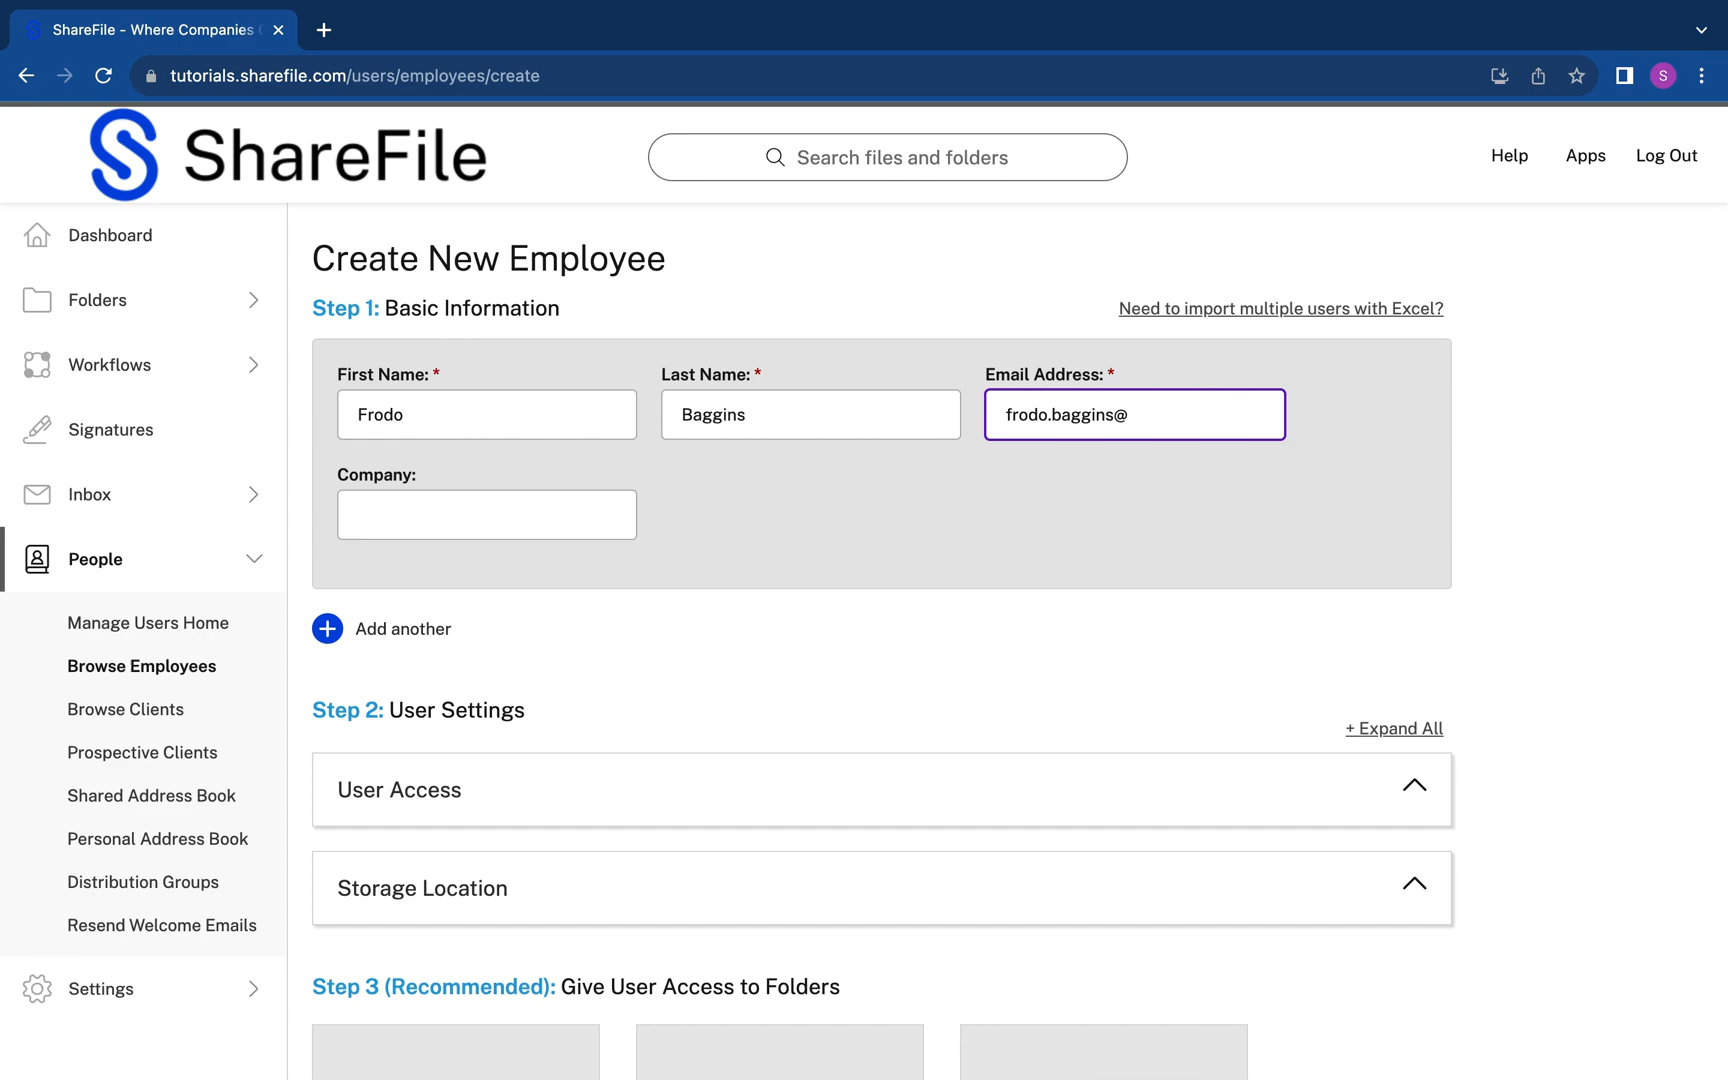 ShareFile - Where Companies
tutorials.sharefile.com/users/employees/create
S
ShareFile
Search files and folders
Help
Apps
Log Out
Dashboard
Folders
Workflows
Signatures
Inbox
People
Manage Users Home
Browse Employees
Browse Clients
Prospective Clients
Shared Address Book
Personal Address Book
Distribution Groups
Resend Welcome Emails
Settings
Create New Employee
Step 1: Basic Information
Need to import multiple users with Excel?
First Name: *
Last Name: *
Email Address: *
Frodo
Baggins
frodo.baggins@
Company:
Add another
Step 2: User Settings
+ Expand All
User Access
Storage Location
Step 3 (Recommended): Give User Access to Folders